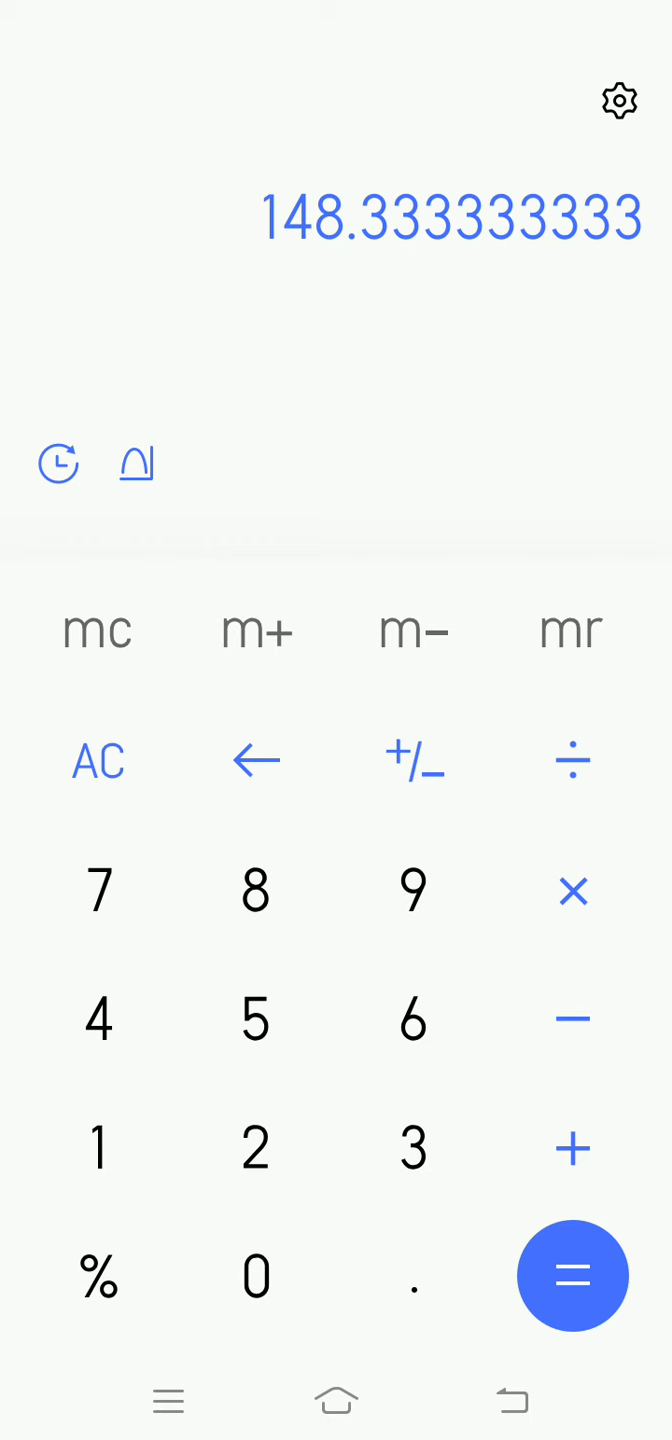 148.333333333
mc m+ m- mr
AC ← +/- ÷
7 8 9 ×
4 5 6 −
1 2 3 +
% 0 . =